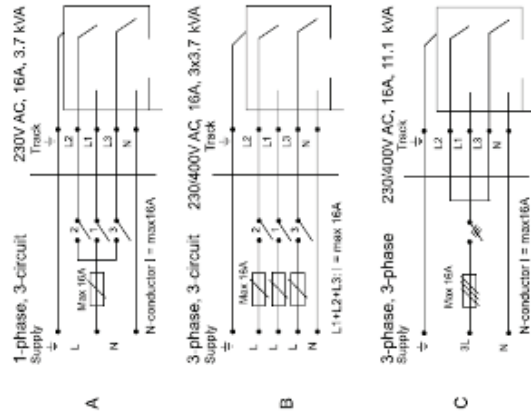 1-phase, 3-circuit 230V AC, 16A, 3.7 kVA
Supply Track
Max 16A
L
N
2
1
3
L2
L1
L3
N
N-conductor I = max16A
A
3-phase, 3-circuit 230/400V AC, 16A, 3x3.7 kVA
Supply Track
Max 16A
L
L
L
N
2
1
3
L2
L1
L3
N
L1+L2+L3: I = max 16A
B
3-phase, 3-phase 230/400V AC, 16A, 11.1 kVA
Supply Track
Max 16A
3L
N
L2
L1
L3
N
N-conductor I = max16A
C